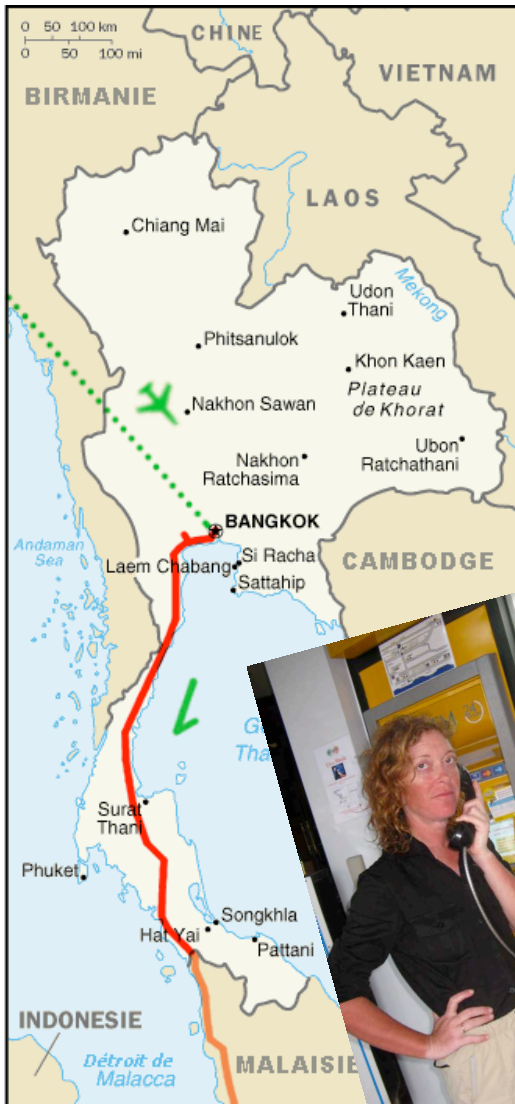 0 50 100 km
0 50 100 mi
CHINE
VIETNAM
BIRMANIE
LAOS
Chiang Mai
Mekong
Udon
Thani
Phitsanulok
Khon Kaen
Plateau
de Khorat
Nakhon Sawan
Ubon
Ratchathani
Nakhon
Ratchasima
BANGKOK
Andaman
Sea
Si Racha
Laem Chabang
CAMBODGE
Sattahip
G
Tha
Surat
Thani
Phuket
Songkhla
Hat Yai
Pattani
INDONESIE
Détroit de
Malacca
MALAISIE